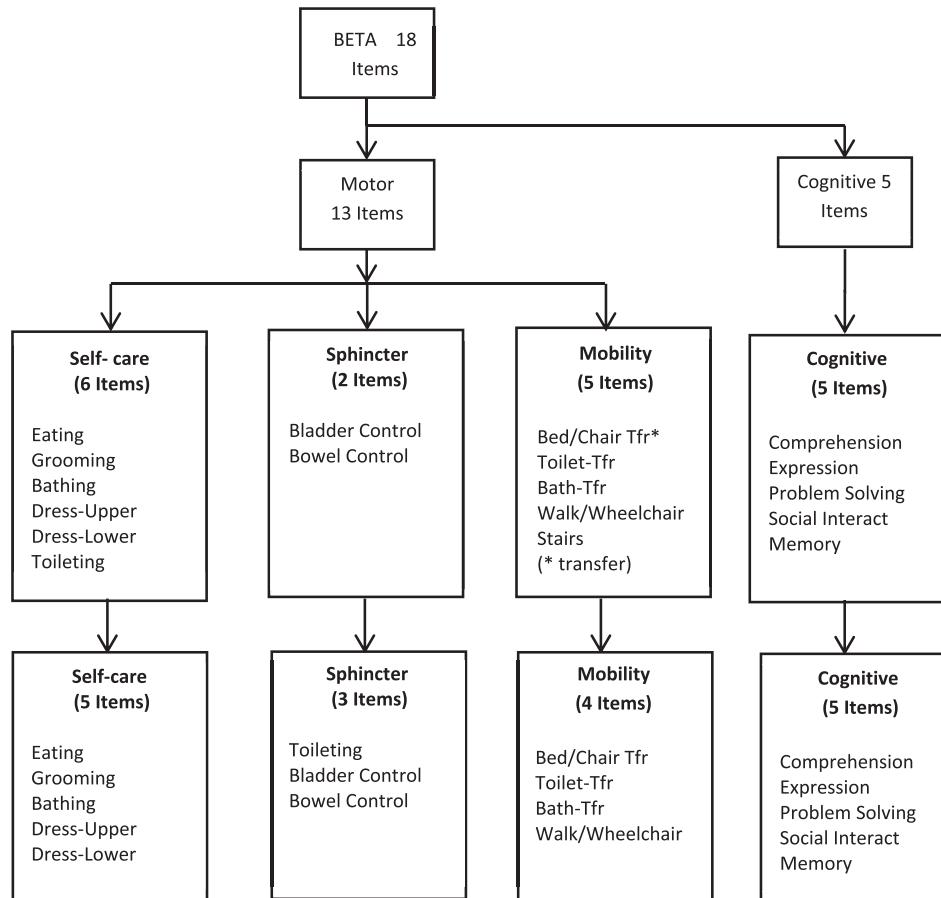 BETA 18
Items
Motor
13 Items
Cognitive 5
Items
Self- care
(6 Items)
Eating
Grooming
Bathing
Dress-Upper
Dress-Lower
Toileting
Sphincter
(2 Items)
Bladder Control
Bowel Control
Mobility
(5 Items)
Bed/Chair Tfr*
Toilet-Tfr
Bath-Tfr
Walk/Wheelchair
Stairs
(* transfer)
Cognitive
(5 Items)
Comprehension
Expression
Problem Solving
Social Interact
Memory
Self-care
(5 Items)
Eating
Grooming
Bathing
Dress-Upper
Dress-Lower
Sphincter
(3 Items)
Toileting
Bladder Control
Bowel Control
Mobility
(4 Items)
Bed/Chair Tfr
Toilet-Tfr
Bath-Tfr
Walk/Wheelchair
Cognitive
(5 Items)
Comprehension
Expression
Problem Solving
Social Interact
Memory